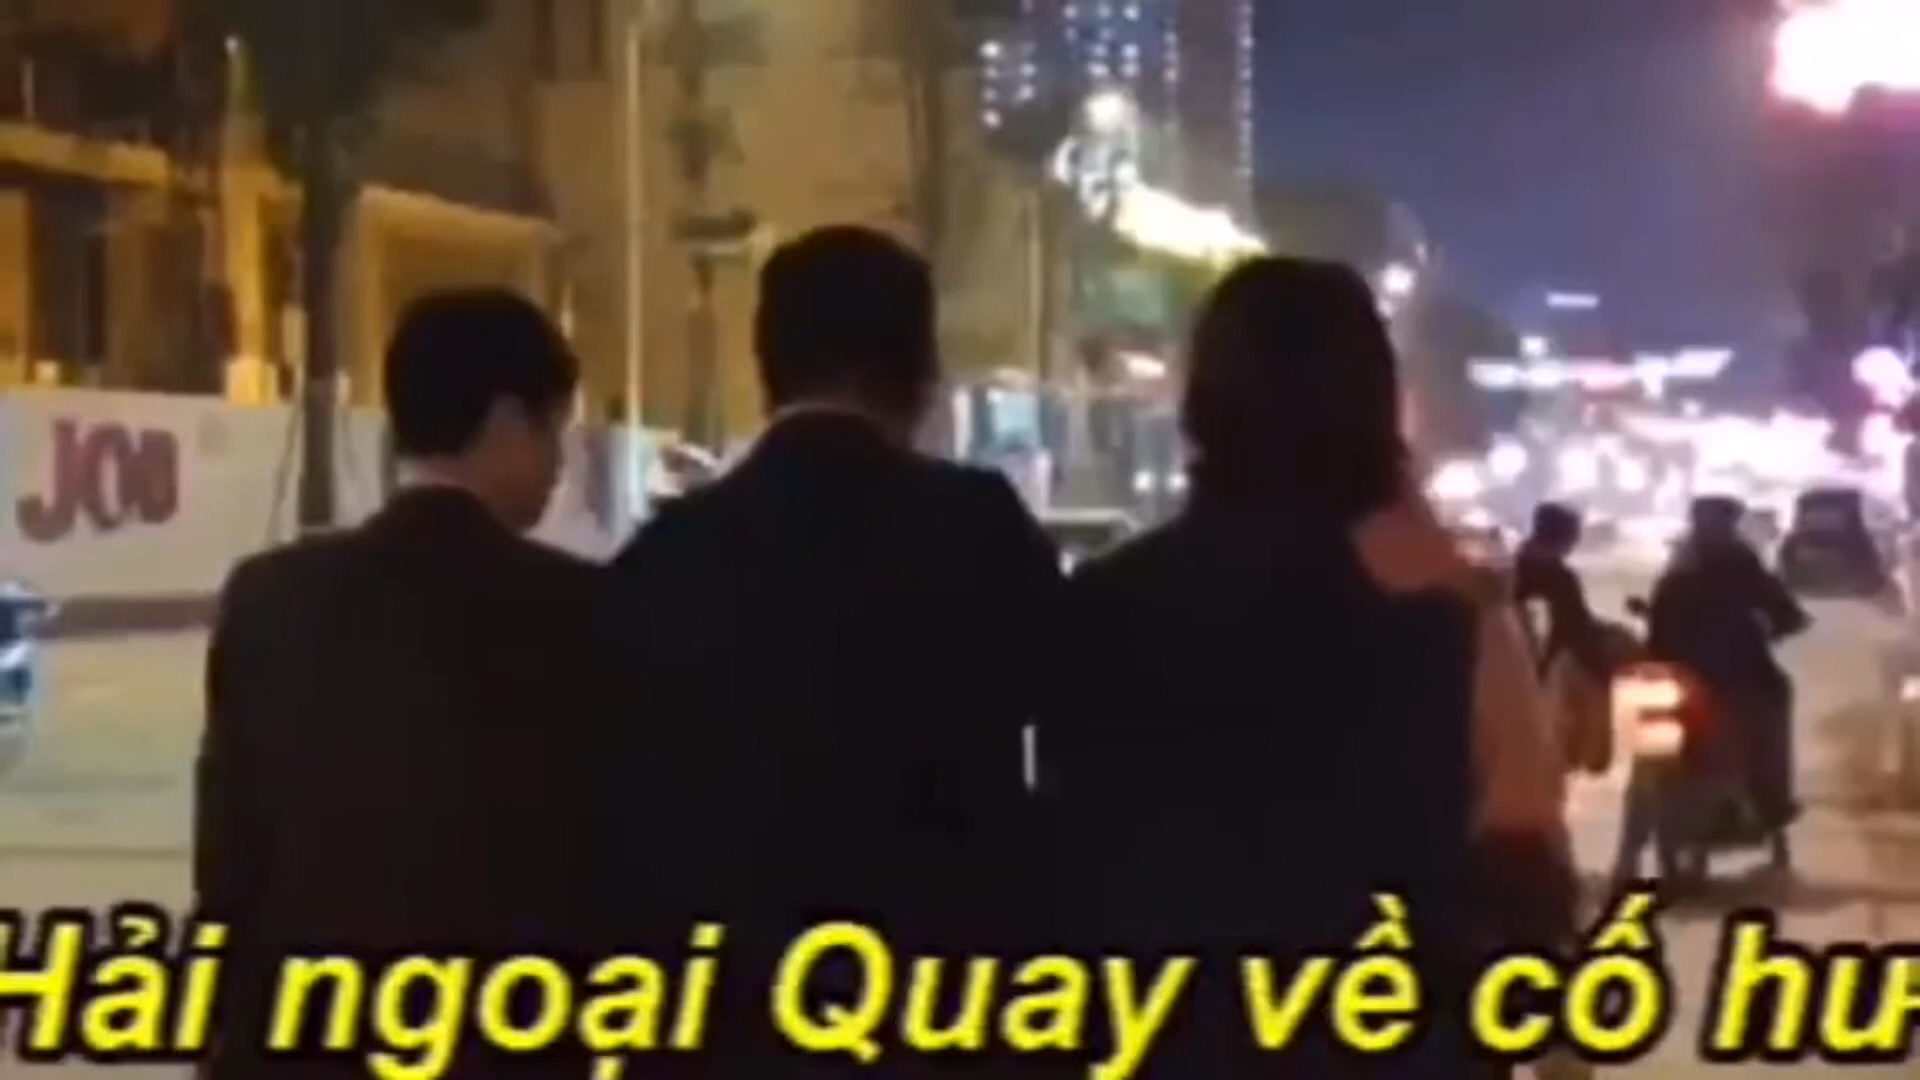 JOB
Hải ngoại Quay về cố hư